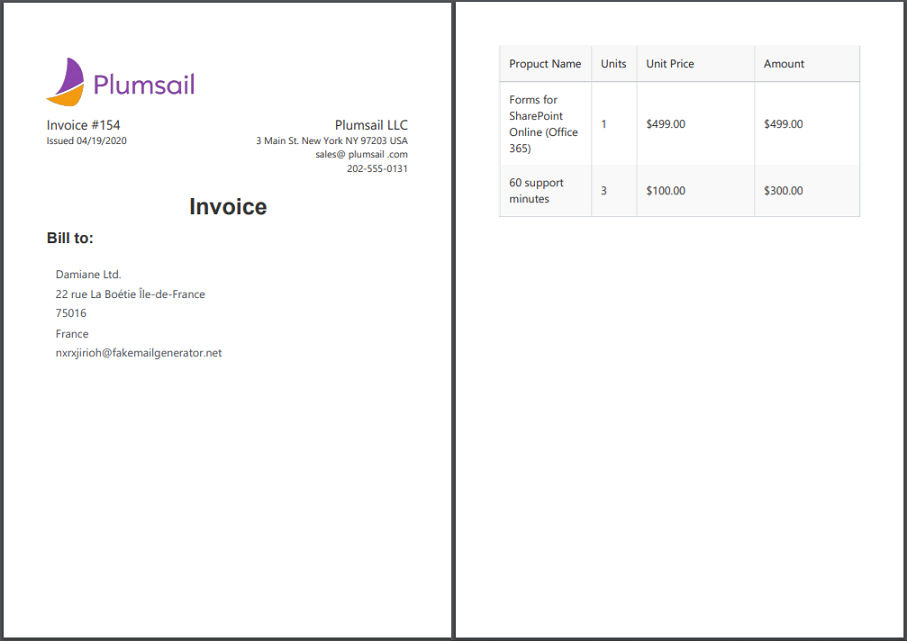 Plumsail
Invoice #154
Issued 04/19/2020
Plumsail LLC
3 Main St. New York NY 97203 USA
sales@ plumsail .com
202-555-0131
Invoice
Bill to:
Damiane Ltd.
22 rue La Boétie Île-de-France
75016
France
nxrxjirioh@fakemailgenerator.net
Propuct Name Units Unit Price Amount
Forms for
SharePoint
Online (Office
365)
1 $499.00 $499.00
60 support
minutes
3 $100.00 $300.00